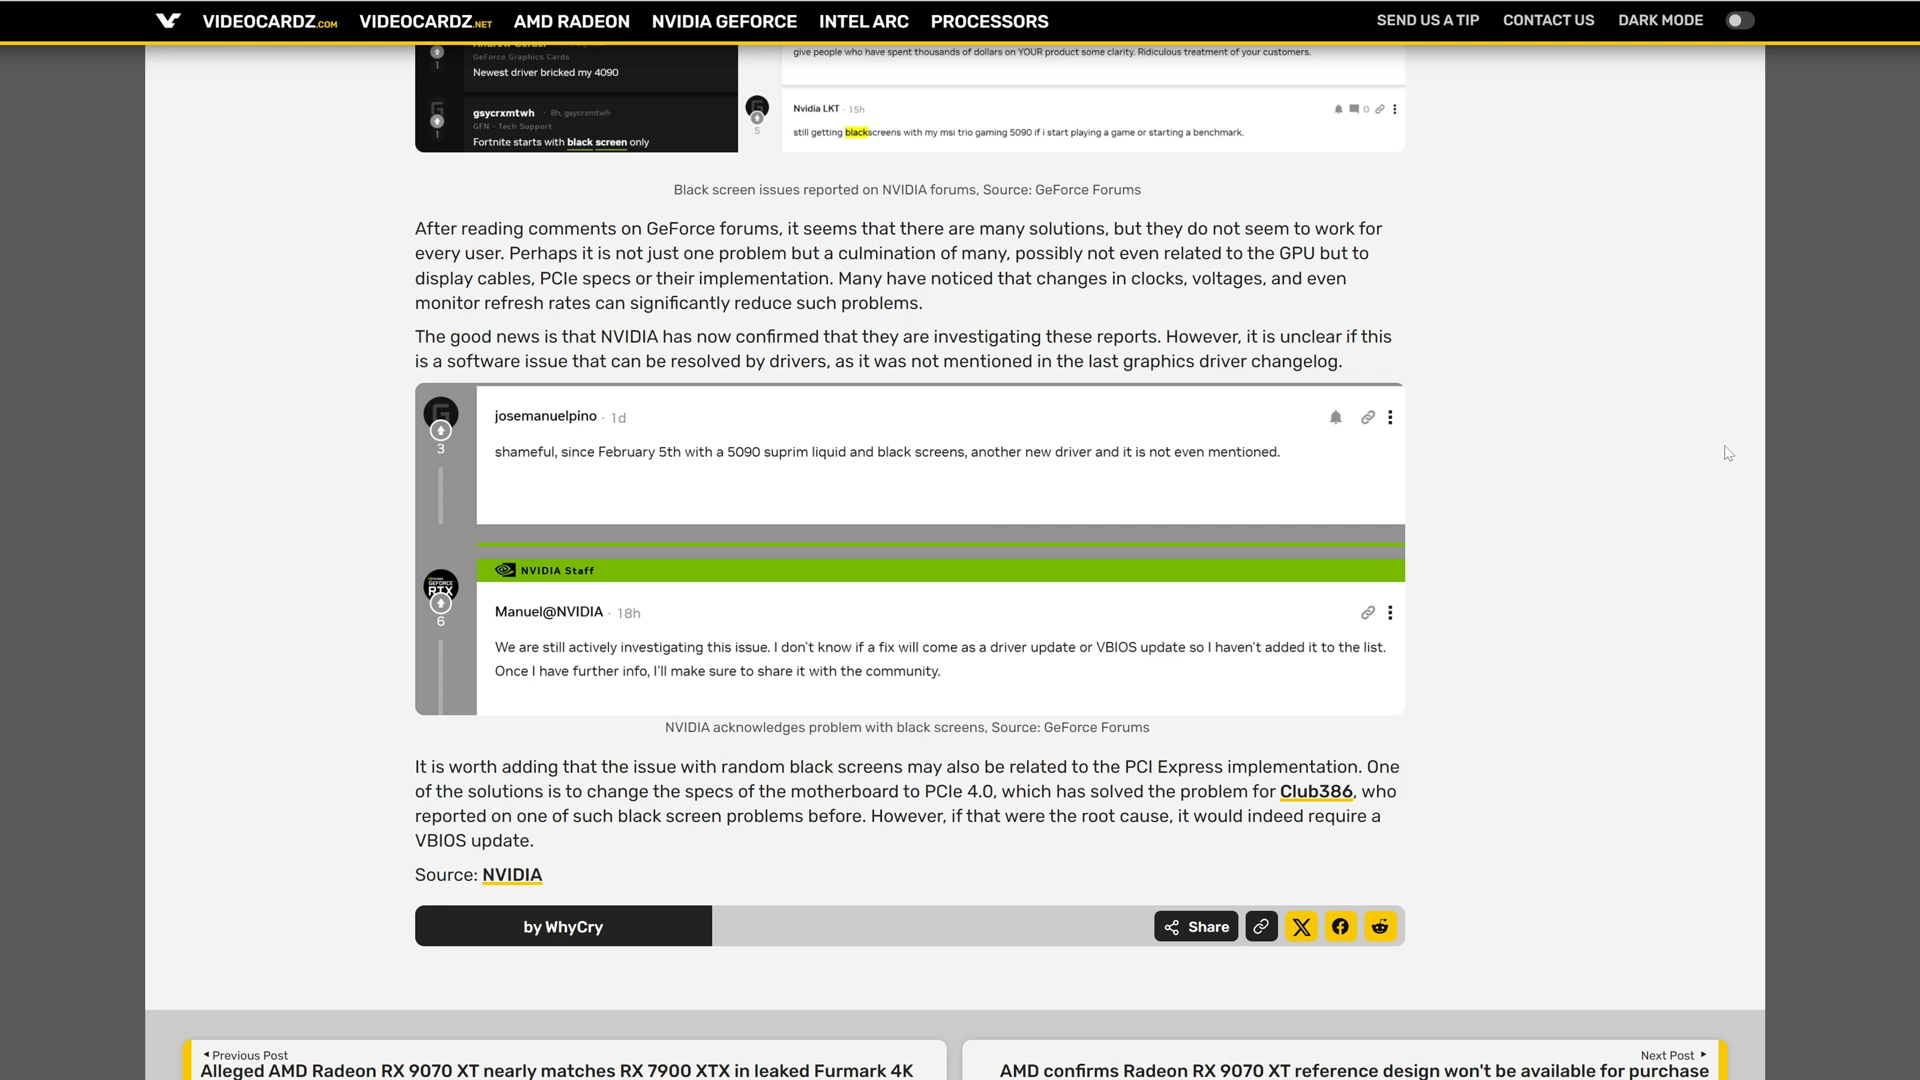 VIDEOCARDZ.COM VIDEOCARDZ.NET AMD RADEON NVIDIA GEFORCE INTEL ARC PROCESSORS SEND US A TIP CONTACT US DARK MODE
GeForce Graphics Cards
Newest driver bricked my 4090
1
gsycrxmtwh · 8h, gsycrxmtwh
GFN - Tech Support
Fortnite starts with black screen only
1
give people who have spent thousands of dollars on YOUR product some clarity. Ridiculous treatment of your customers.
Nvidia LKT · 15h
0
still getting blackscreens with my msi trio gaming 5090 if i start playing a game or starting a benchmark.
5
Black screen issues reported on NVIDIA forums, Source: GeForce Forums
After reading comments on GeForce forums, it seems that there are many solutions, but they do not seem to work for
every user. Perhaps it is not just one problem but a culmination of many, possibly not even related to the GPU but to
display cables, PCIe specs or their implementation. Many have noticed that changes in clocks, voltages, and even
monitor refresh rates can significantly reduce such problems.
The good news is that NVIDIA has now confirmed that they are investigating these reports. However, it is unclear if this
is a software issue that can be resolved by drivers, as it was not mentioned in the last graphics driver changelog.
josemanuelpino · 1d
3
shameful, since February 5th with a 5090 suprim liquid and black screens, another new driver and it is not even mentioned.
NVIDIA Staff
GEFORCE
RTX
Manuel@NVIDIA · 18h
6
We are still actively investigating this issue. I don't know if a fix will come as a driver update or VBIOS update so I haven't added it to the list.
Once I have further info, I'll make sure to share it with the community.
NVIDIA acknowledges problem with black screens, Source: GeForce Forums
It is worth adding that the issue with random black screens may also be related to the PCI Express implementation. One
of the solutions is to change the specs of the motherboard to PCIe 4.0, which has solved the problem for Club386, who
reported on one of such black screen problems before. However, if that were the root cause, it would indeed require a
VBIOS update.
Source: NVIDIA
by WhyCry
Share
Previous Post
Alleged AMD Radeon RX 9070 XT nearly matches RX 7900 XTX in leaked Furmark 4K
Next Post
AMD confirms Radeon RX 9070 XT reference design won't be available for purchase